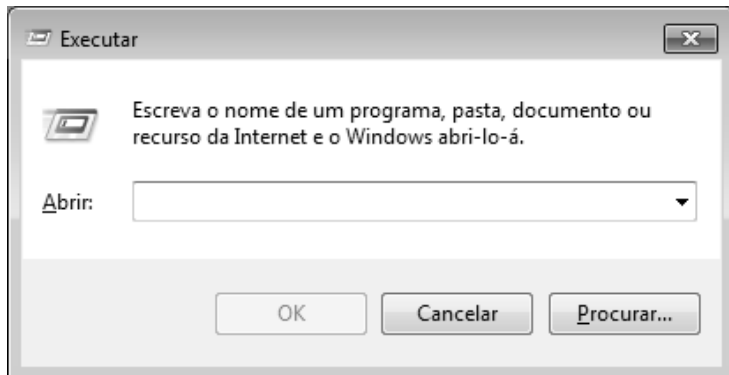 Executar
Escreva o nome de um programa, pasta, documento ou
recurso da Internet e o Windows abri-lo-á.
Abrir:
OK Cancelar Procurar...